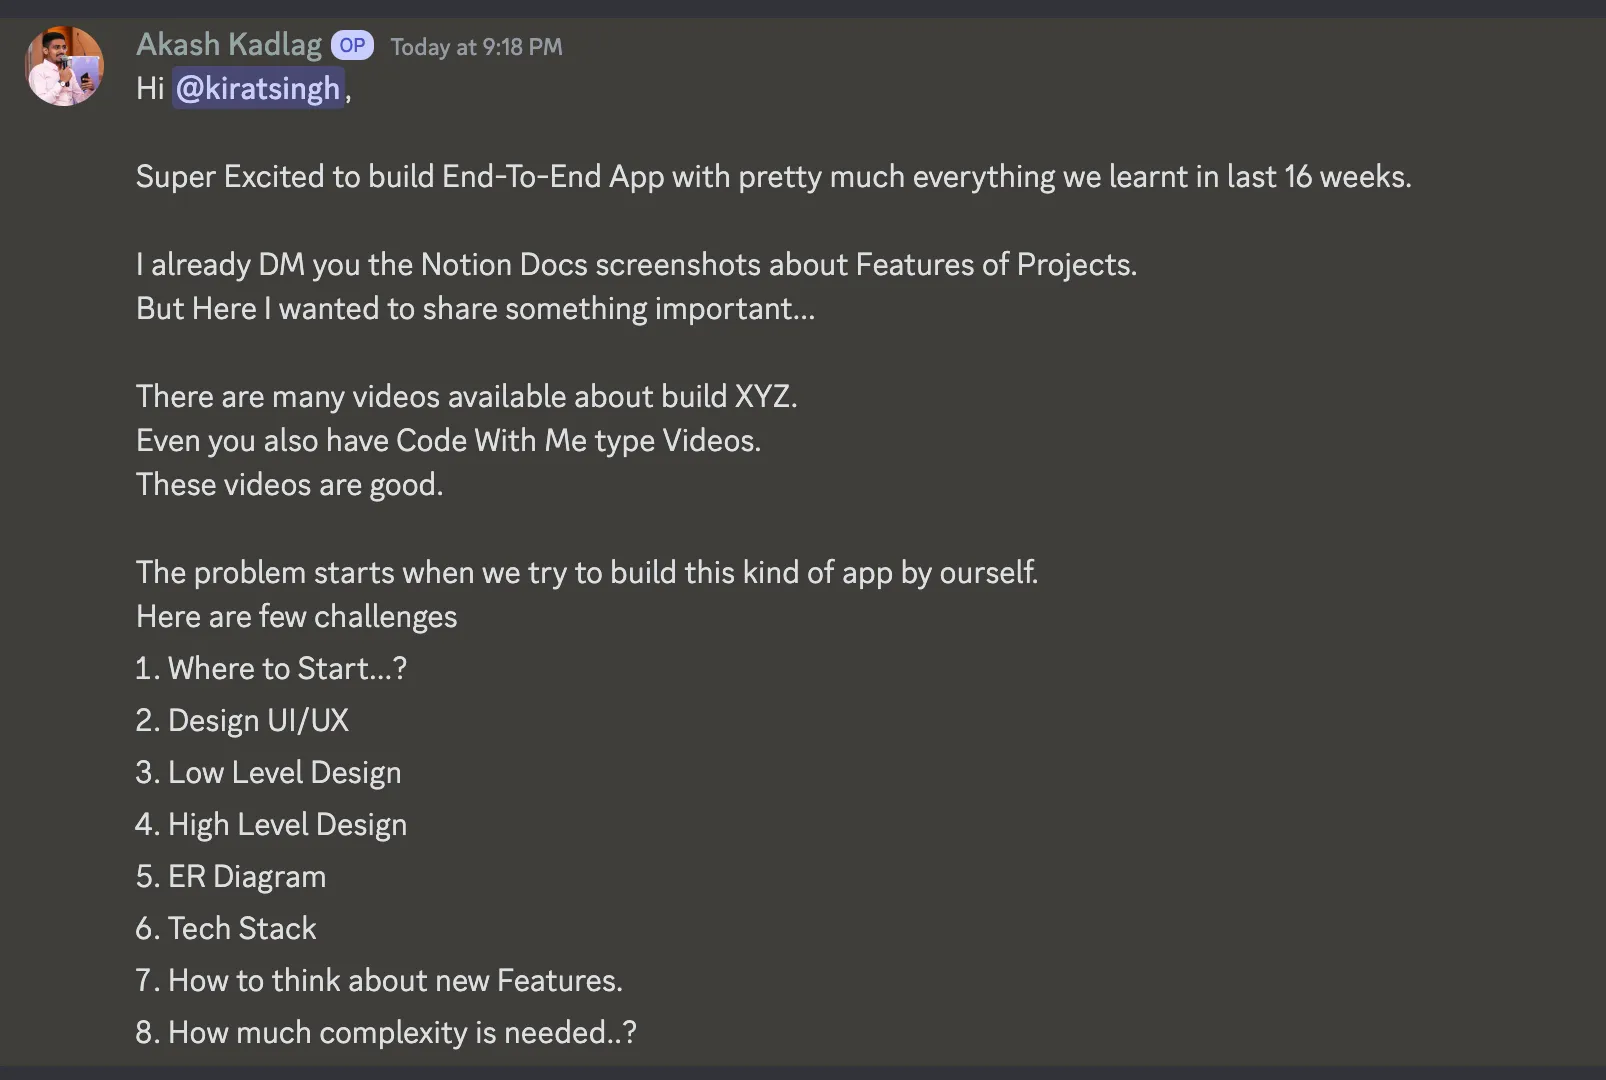 Akash Kadlag OP Today at 9:18 PM
Hi @kiratsingh,
Super Excited to build End-To-End App with pretty much everything we learnt in last 16 weeks.
I already DM you the Notion Docs screenshots about Features of Projects.
But Here I wanted to share something important...
There are many videos available about build XYZ.
Even you also have Code With Me type Videos.
These videos are good.
The problem starts when we try to build this kind of app by ourself.
Here are few challenges
1. Where to Start...?
2. Design UI/UX
3. Low Level Design
4. High Level Design
5. ER Diagram
6. Tech Stack
7. How to think about new Features.
8. How much complexity is needed..?